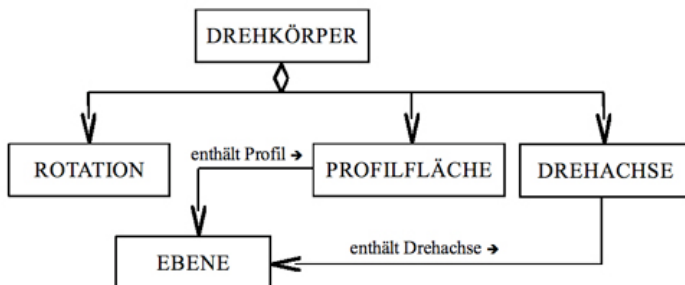 DREHKÖRPER
ROTATION
enthält Profil ➔
PROFILFLÄCHE
DREHACHSE
EBENE
enthält Drehachse ➔